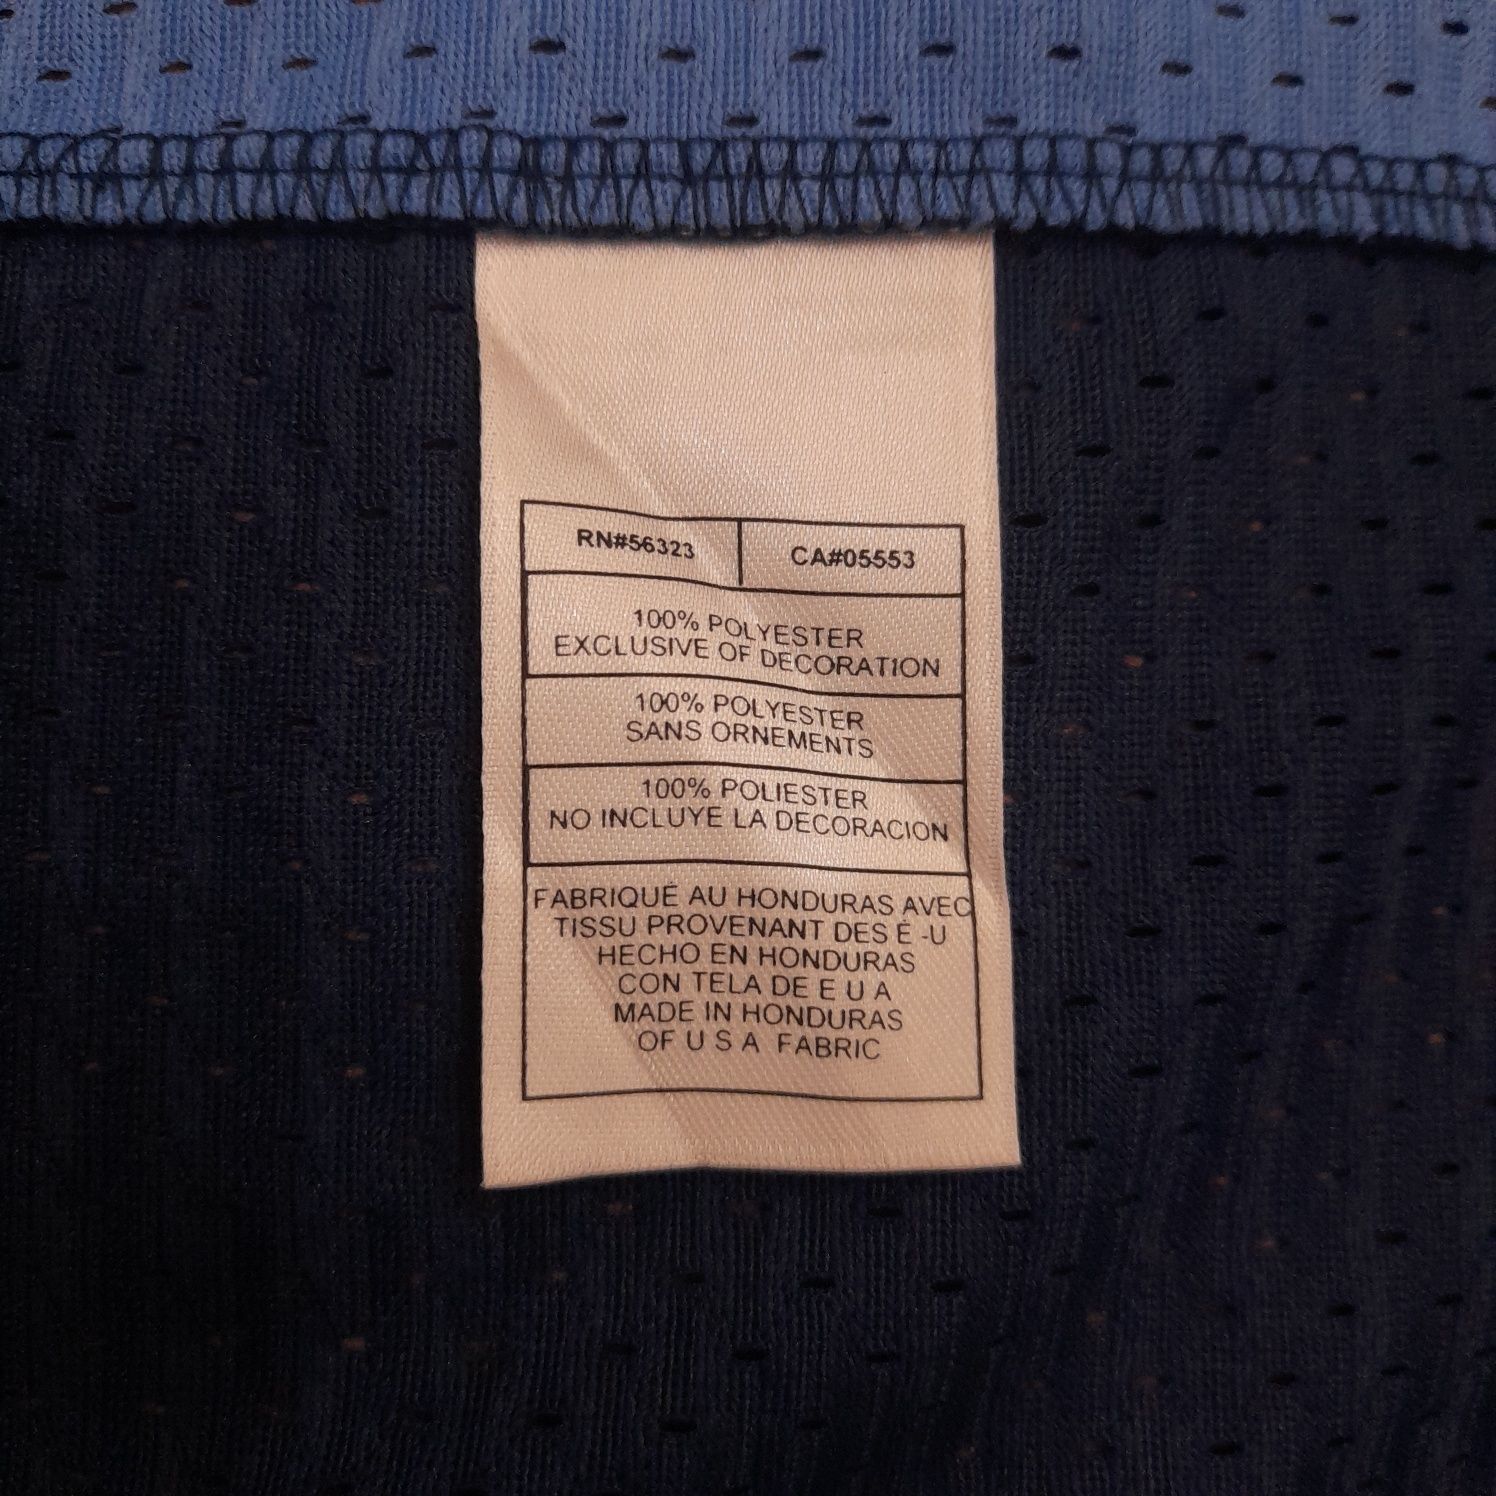 RN#56323 CA#05553
100% POLYESTER
EXCLUSIVE OF DECORATION
100% POLYESTER
SANS ORNEMENTS
100% POLIESTER
NO INCLUYE LA DECORACION
FABRIQUÉ AU HONDURAS AVEC
TISSU PROVENANT DES É -U
HECHO EN HONDURAS
CON TELA DE E U A
MADE IN HONDURAS
OF U S A FABRIC